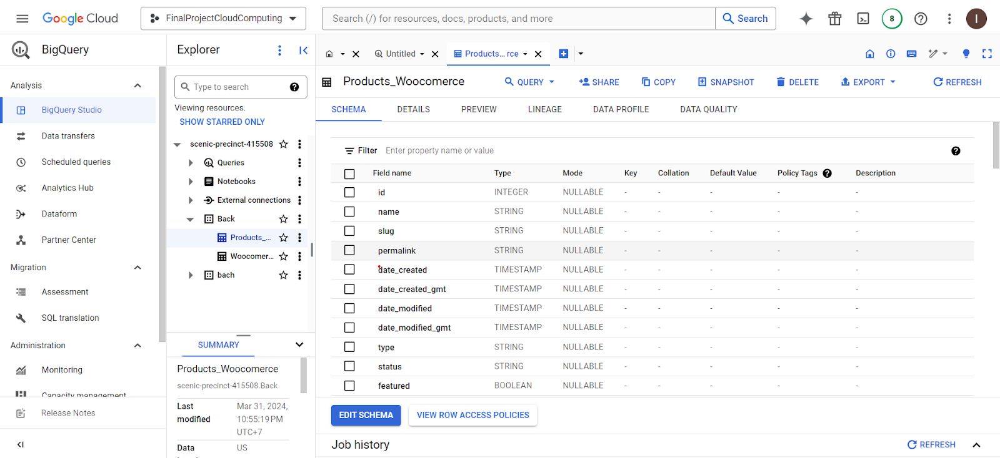 Google Cloud
FinalProjectCloudComputing
Search (/) for resources, docs, products, and more
Search
8
I
BigQuery
Analysis
BigQuery Studio
Data transfers
Scheduled queries
Analytics Hub
Dataform
Partner Center
Migration
Assessment
SQL translation
Administration
Monitoring
Capacity management
Release Notes
Explorer
Type to search
Viewing resources.
SHOW STARRED ONLY
scenic-precinct-415508
Queries
Notebooks
External connections
Back
Products_...
Woocomer...
bach
SUMMARY
Products_Woocomerce
scenic-precinct-415508.Back
Last modified Mar 31, 2024, 10:55:19 PM UTC+7
Data US
Untitled
Products... rce
Products_Woocomerce
QUERY
SHARE
COPY
SNAPSHOT
DELETE
EXPORT
REFRESH
SCHEMA DETAILS PREVIEW LINEAGE DATA PROFILE DATA QUALITY
Filter Enter property name or value
Field name Type Mode Key Collation Default Value Policy Tags Description
id INTEGER NULLABLE - - - - -
name STRING NULLABLE - - - - -
slug STRING NULLABLE - - - - -
permalink STRING NULLABLE - - - - -
date_created TIMESTAMP NULLABLE - - - - -
date_created_gmt TIMESTAMP NULLABLE - - - - -
date_modified TIMESTAMP NULLABLE - - - - -
date_modified_gmt TIMESTAMP NULLABLE - - - - -
type STRING NULLABLE - - - - -
status STRING NULLABLE - - - - -
featured BOOLEAN NULLABLE - - - - -
EDIT SCHEMA
VIEW ROW ACCESS POLICIES
Job history
REFRESH